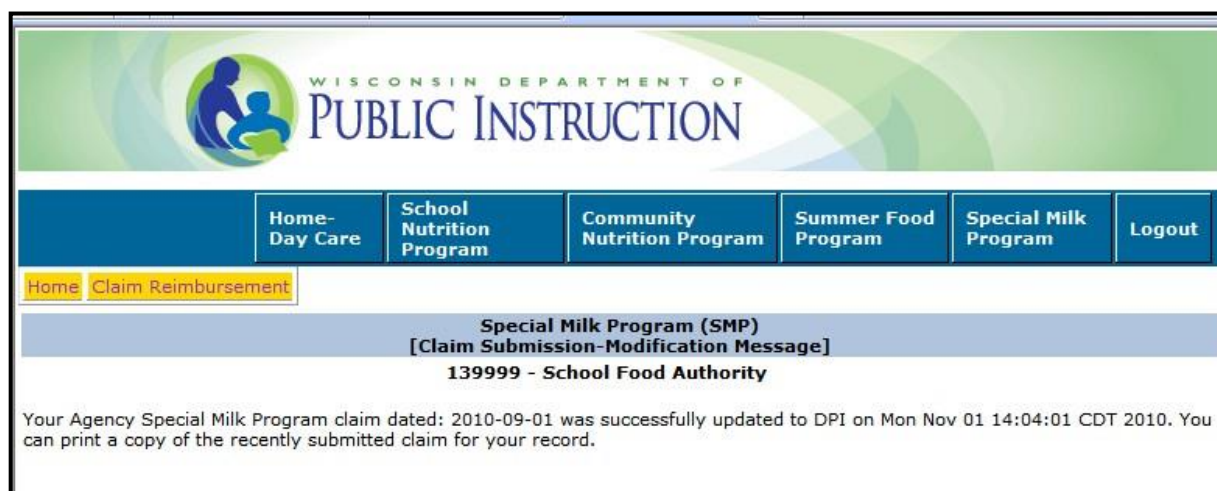 WISCONSIN DEPARTMENT OF
PUBLIC INSTRUCTION
Home-
Day Care
School
Nutrition
Program
Community
Nutrition Program
Summer Food
Program
Special Milk
Program
Logout
Home Claim Reimbursement
Special Milk Program (SMP)
[Claim Submission-Modification Message]
139999 - School Food Authority
Your Agency Special Milk Program claim dated: 2010-09-01 was successfully updated to DPI on Mon Nov 01 14:04:01 CDT 2010. You
can print a copy of the recently submitted claim for your record.